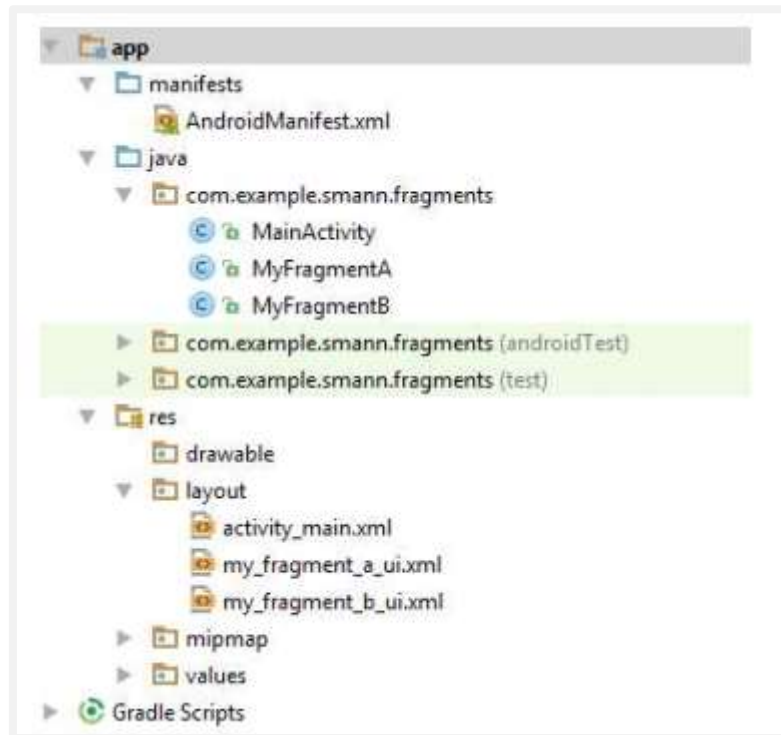 app
manifests
AndroidManifest.xml
java
com.example.smann.fragments
C MainActivity
C MyFragmentA
C MyFragmentB
com.example.smann.fragments (androidTest)
com.example.smann.fragments (test)
res
drawable
layout
activity_main.xml
my_fragment_a_ui.xml
my_fragment_b_ui.xml
mipmap
values
Gradle Scripts